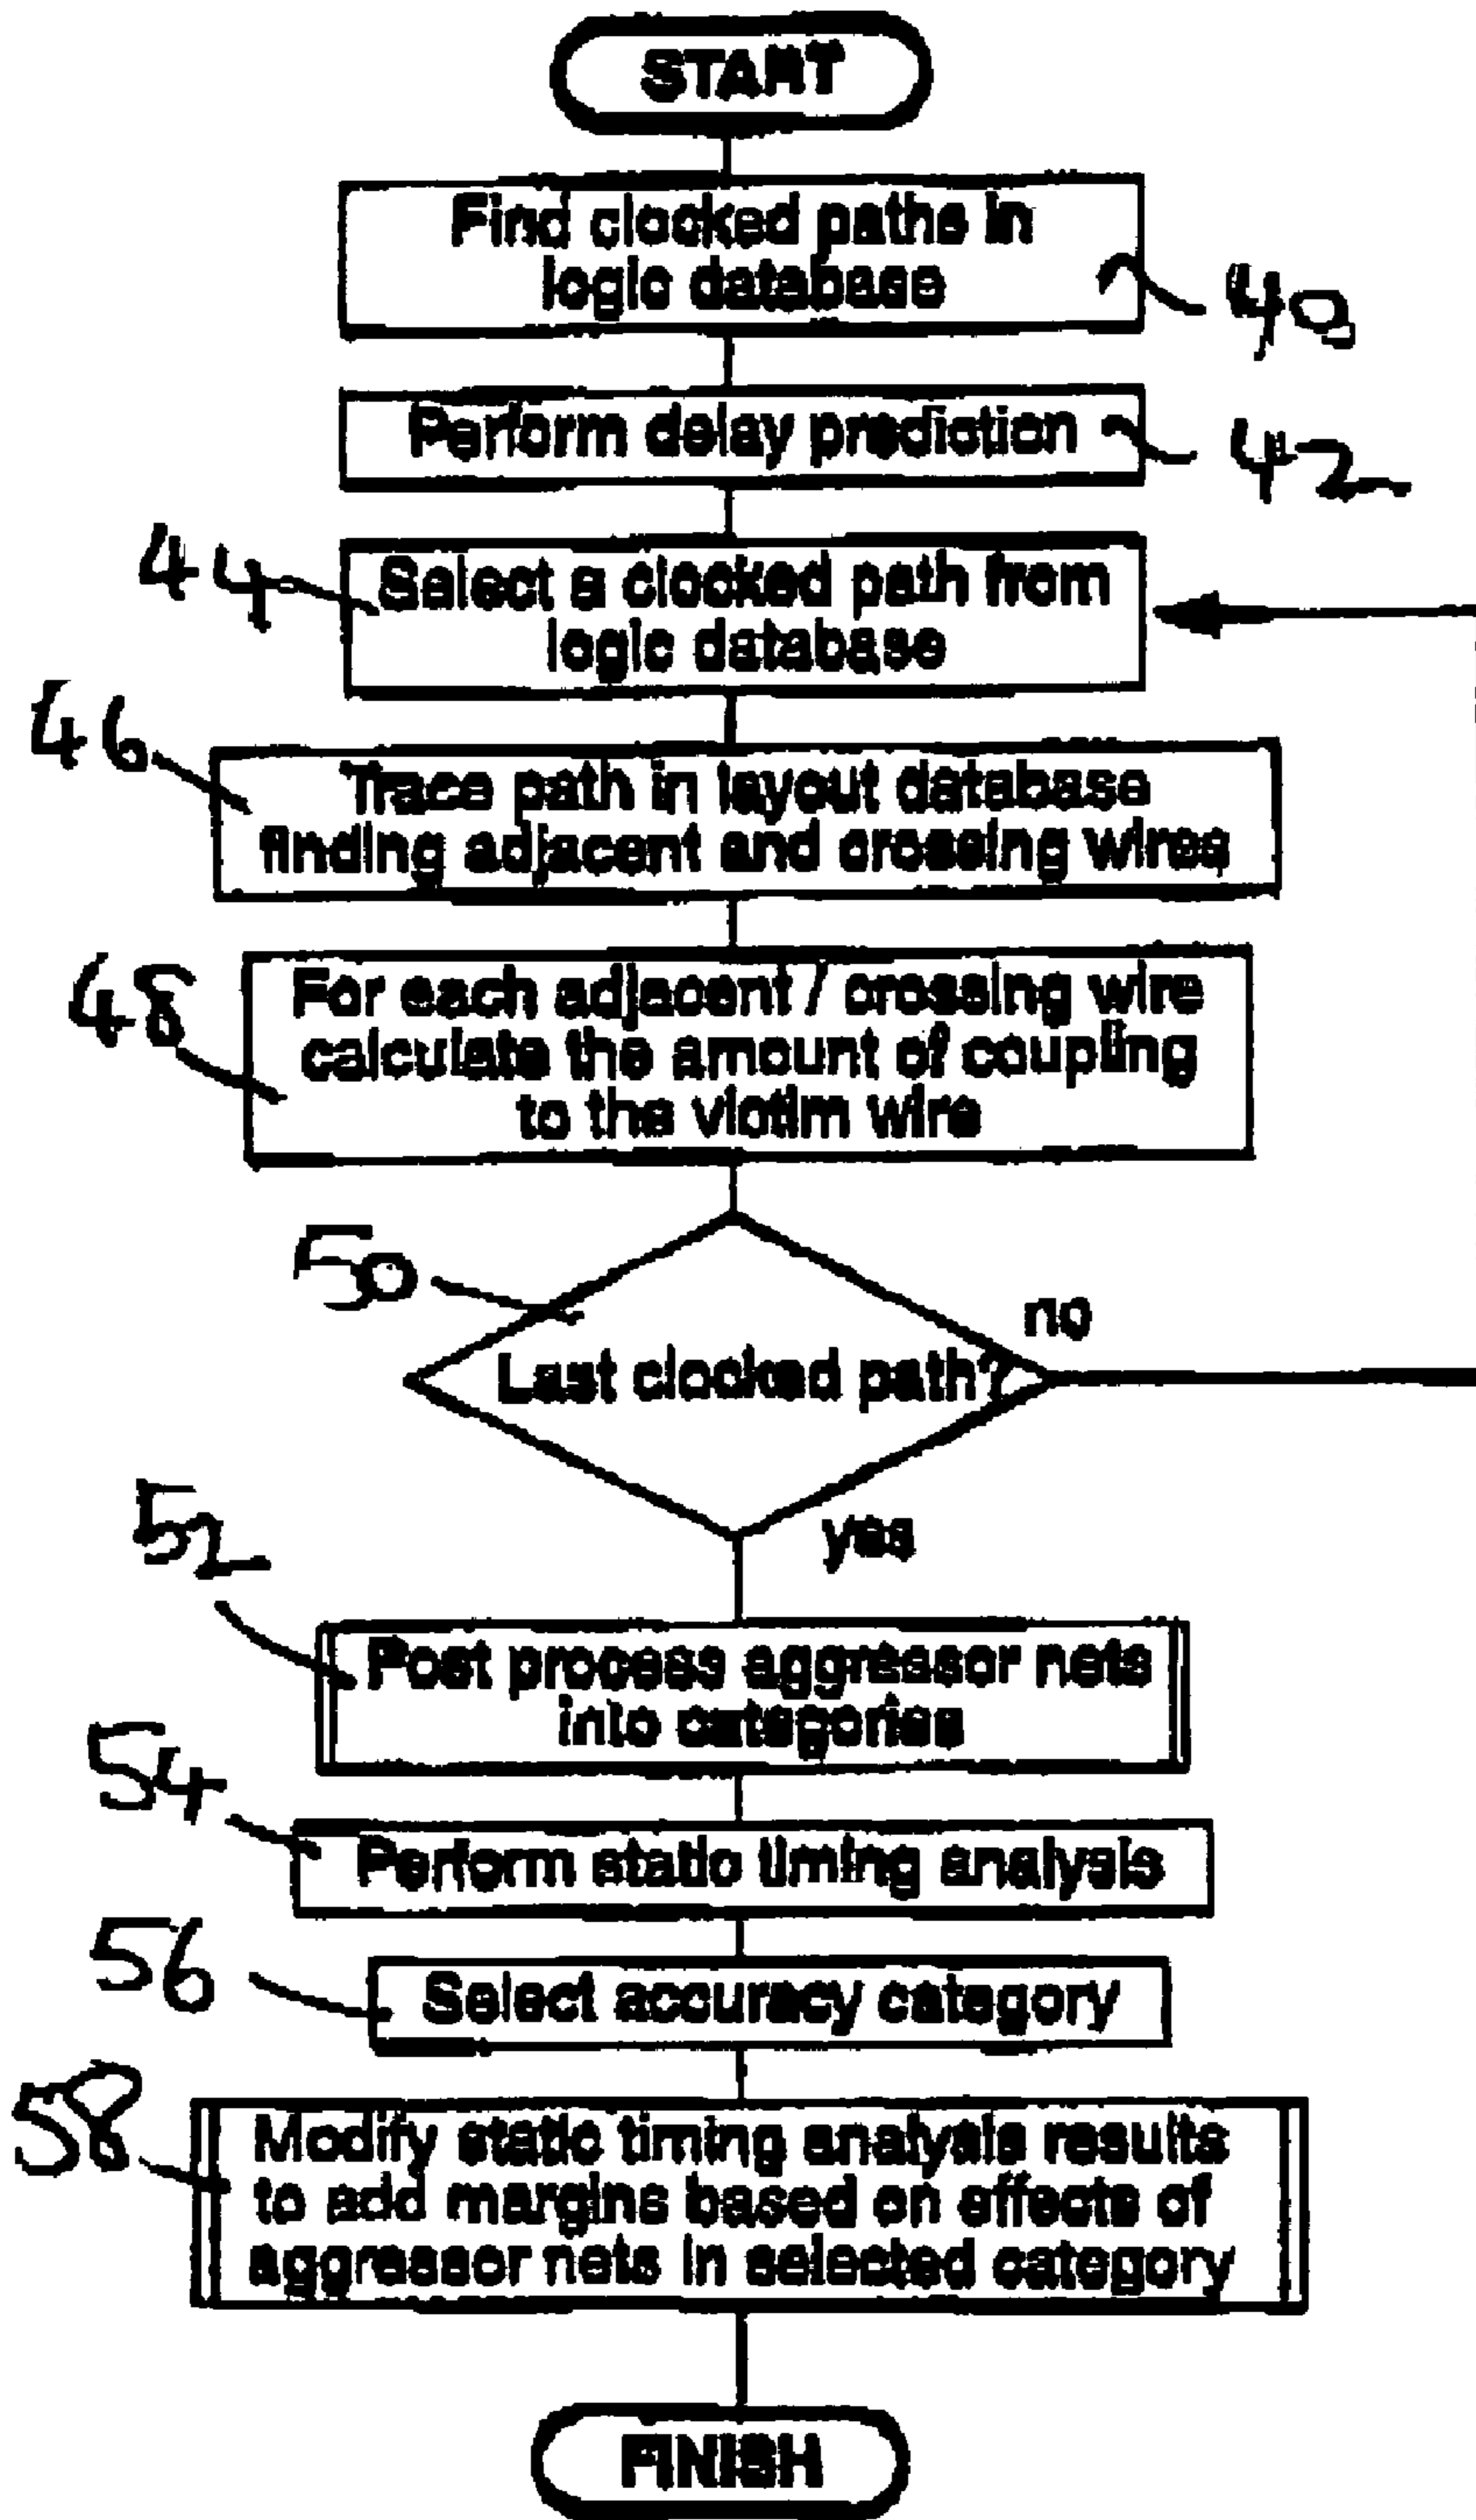 START
Find clocked paths in
logic database
40
Perform delay prediction
42
44
Select a clocked path from
logic database
46
Trace path in layout database
finding adjacent and crossing wires
48
For each adjacent / crossing wire
calculate the amount of coupling
to the victim wire
50
no
Last clocked path?
yes
52
Post process aggressor nets
into categories
54
Perform static timing analysis
56
Select accuracy category
58
Modify static timing analysis results
to add margins based on effects of
aggressor nets in selected category
FINISH